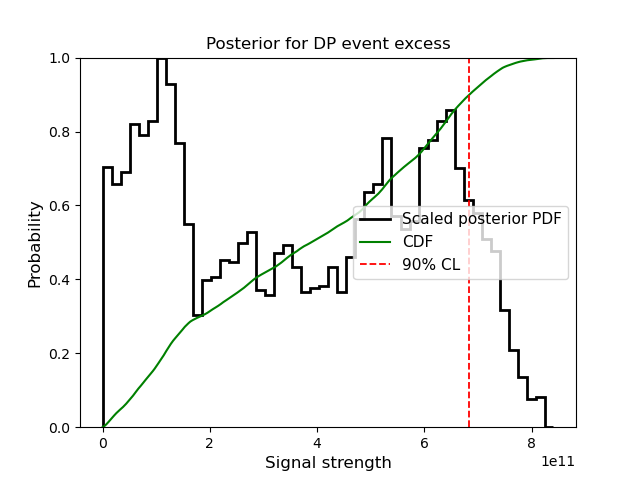 Posterior for DP event excess
1.0
0.8
0.6
0.4
0.2
0.0
Probability
Scaled posterior PDF
CDF
90% CL
0 2 4 6 8
1e11
Signal strength